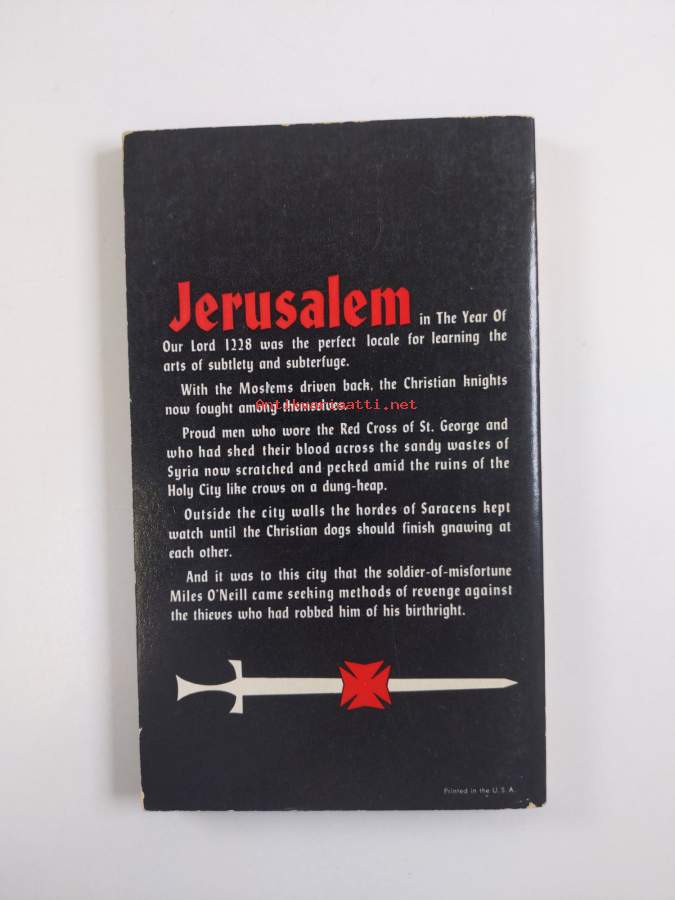 Jerusalem in The Year Of
Our Lord 1228 was the perfect locale for learning the
arts of subtlety and subterfuge.
With the Moslems driven back, the Christian knights
now fought among themselves.
Antikvariaatti.net
Proud men who wore the Red Cross of St. George and
who had shed their blood across the sandy wastes of
Syria now scratched and pecked amid the ruins of the
Holy City like crows on a dung-heap.
Outside the city walls the hordes of Saracens kept
watch until the Christian dogs should finish gnawing at
each other.
And it was to this city that the soldier-of-misfortune
Miles O'Neill came seeking methods of revenge against
the thieves who had robbed him of his birthright.
Printed in the U. S. A.